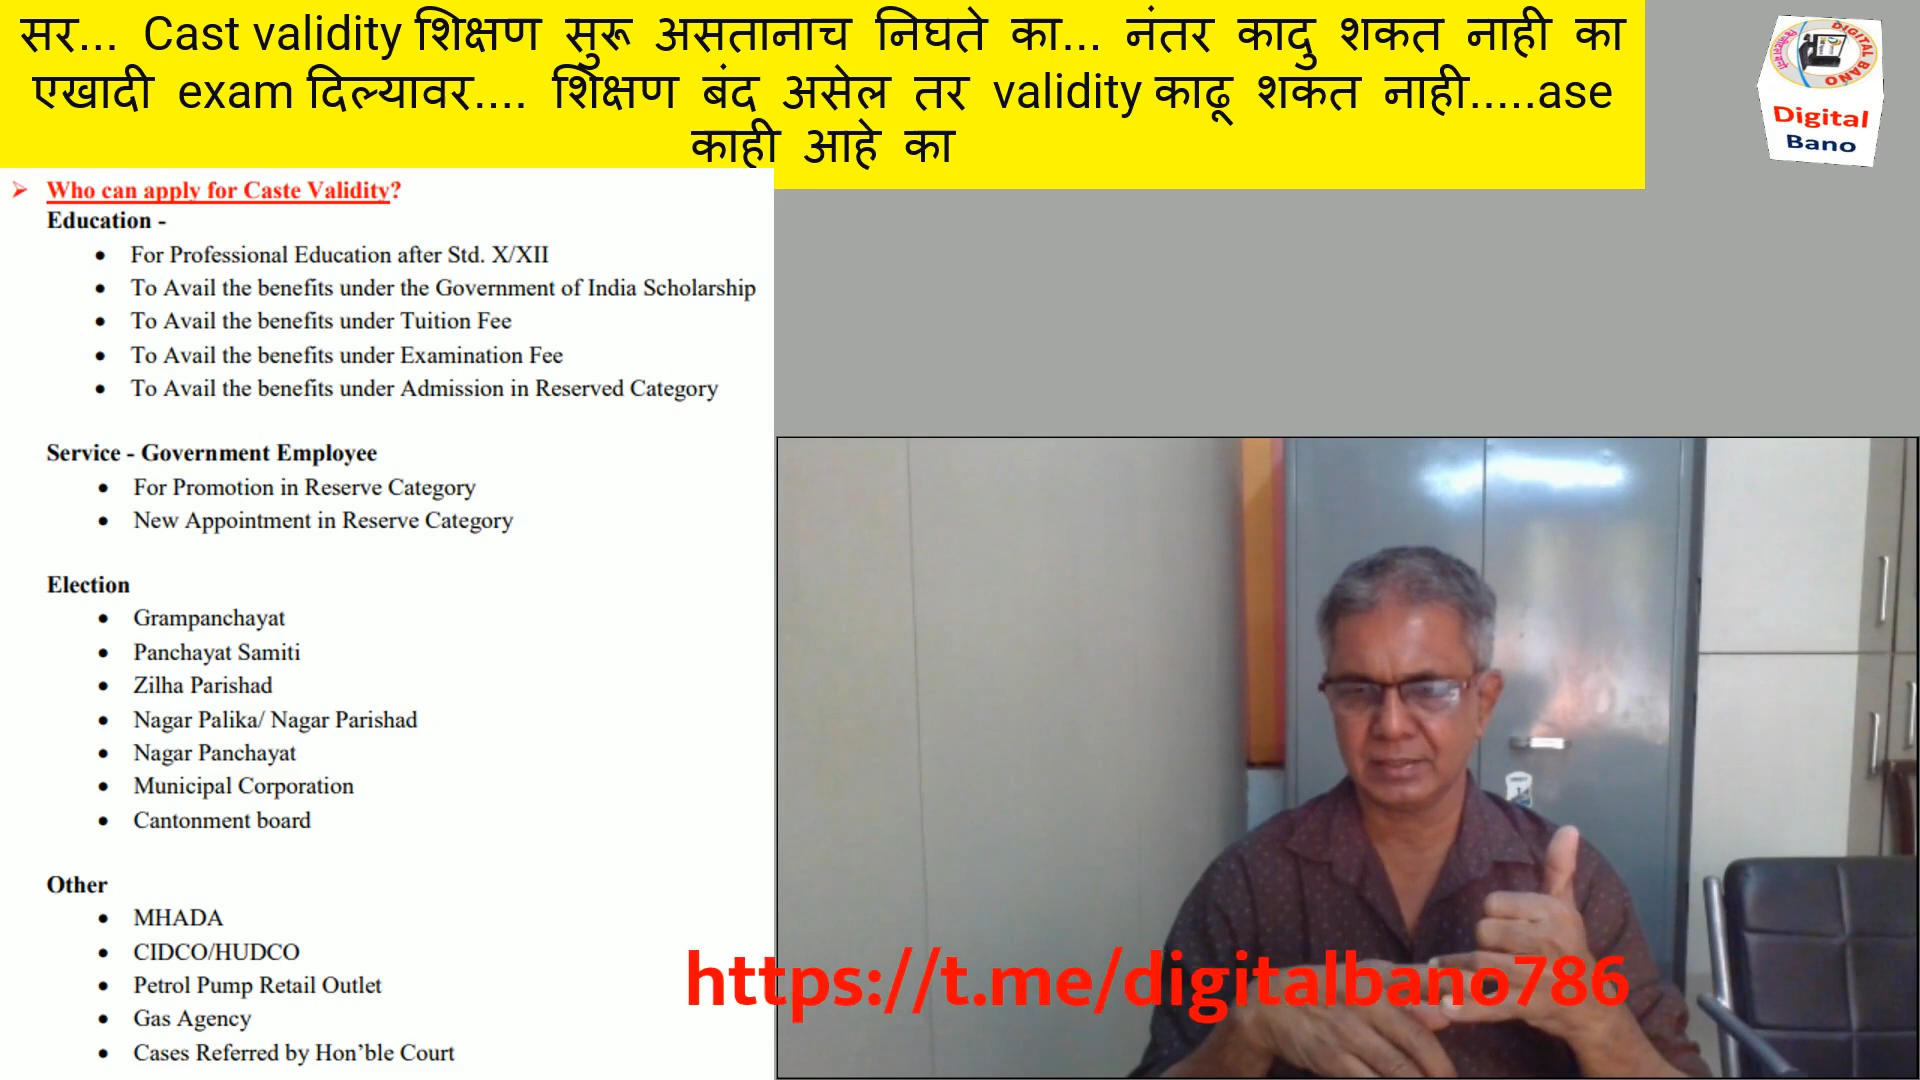 सर... Cast validity शिक्षण सुरू असतानाच निघते का... नंतर कादु शकत नाही का
एखादी exam दिल्यावर.... शिक्षण बंद असेल तर validity काढू शकत नाही.....ase
काही आहे का
DIGITAL BANO
Digital
Bano
➢ Who can apply for Caste Validity?
Education -
• For Professional Education after Std. X/XII
• To Avail the benefits under the Government of India Scholarship
• To Avail the benefits under Tuition Fee
• To Avail the benefits under Examination Fee
• To Avail the benefits under Admission in Reserved Category
Service - Government Employee
• For Promotion in Reserve Category
• New Appointment in Reserve Category
Election
• Grampanchayat
• Panchayat Samiti
• Zilha Parishad
• Nagar Palika/ Nagar Parishad
• Nagar Panchayat
• Municipal Corporation
• Cantonment board
Other
• MHADA
• CIDCO/HUDCO
• Petrol Pump Retail Outlet
• Gas Agency
• Cases Referred by Hon’ble Court
https://t.me/digitalbano786